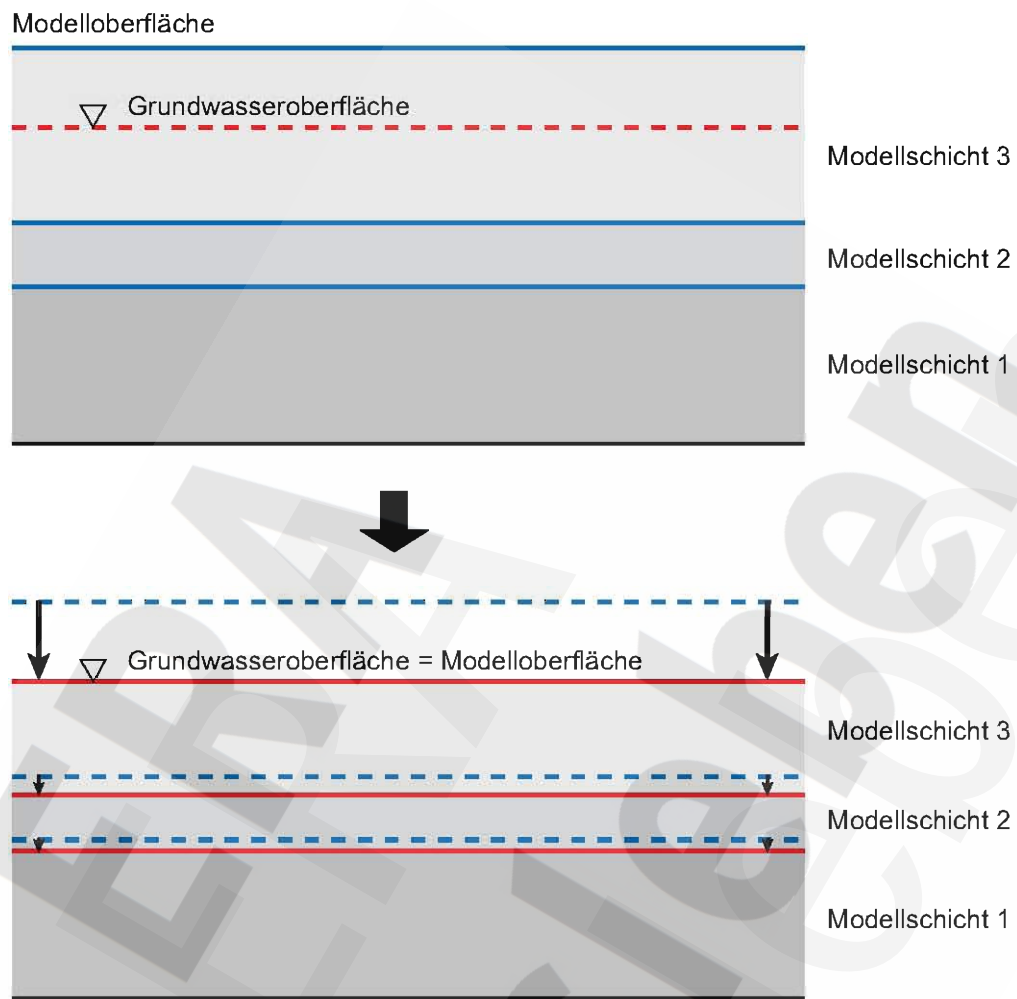 Modelloberfläche
Grundwasseroberfläche
Modellschicht 3
Modellschicht 2
Modellschicht 1
Grundwasseroberfläche = Modelloberfläche
Modellschicht 3
Modellschicht 2
Modellschicht 1